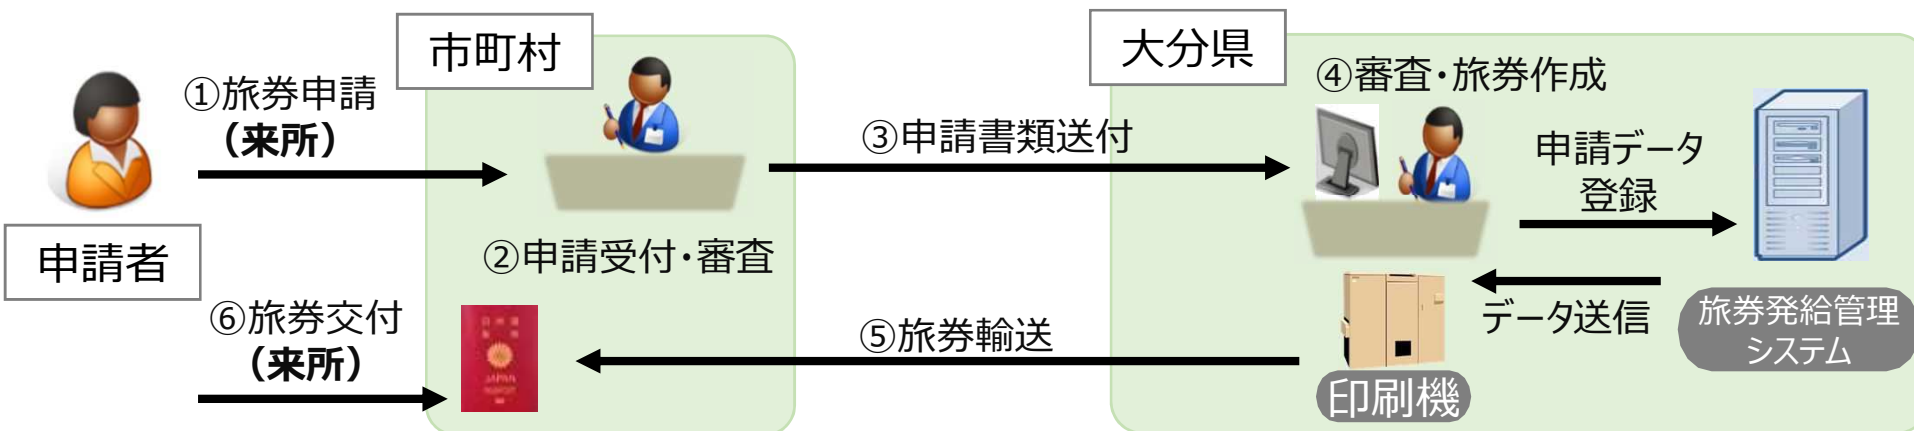 市町村
大分県
④審査・旅券作成
①旅券申請
（来所）
③申請書類送付
申請データ
登録
申請者
②申請受付・審査
⑥旅券交付
（来所）
⑤旅券輸送
データ送信
旅券発給管理
システム
JAPAN
印刷機